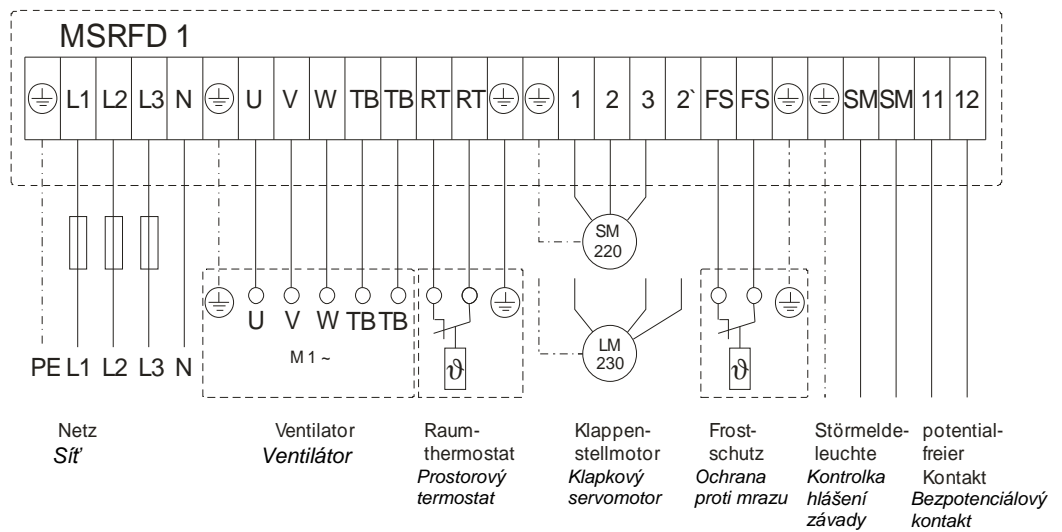 MSRFD 1
L1 L2 L3 N U V W TB TB RT RT 1 2 3 2` FS FS SM SM 11 12
SM
220
U V W TB TB
M 1 ~
ϑ
LM
230
ϑ
PE L1 L2 L3 N
Netz
Síť
Ventilator
Ventilátor
Raum-
thermostat
Prostorový
termostat
Klappen-
stellmotor
Klapkový
servomotor
Frost-
schutz
Ochrana
proti mrazu
Störmelde-
leuchte
Kontrolka
hlášení
závady
potential-
freier
Kontakt
Bezpotenciálový
kontakt